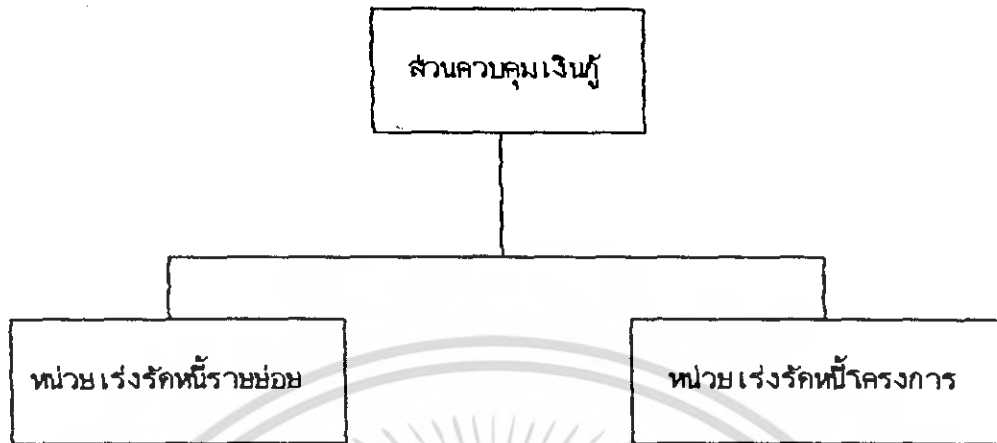 ส่วนควบคุมเงินกู้
หน่วยเร่งรัดหนี้รายย่อย
หน่วยเร่งรัดหนี้โครงการ